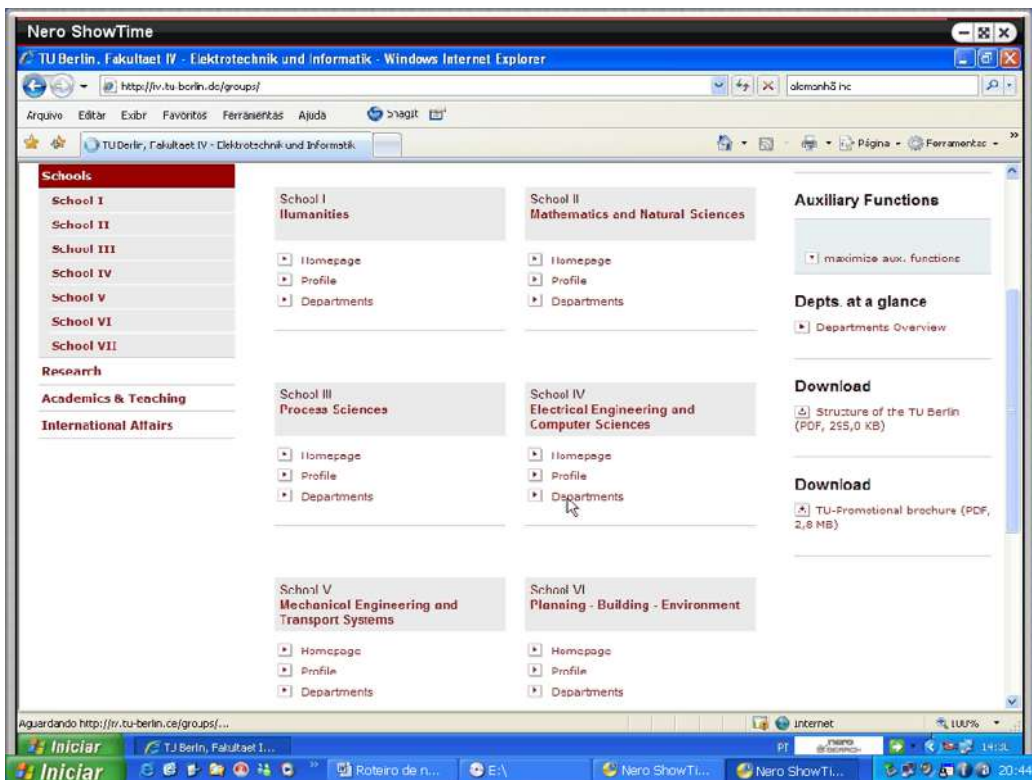 Nero ShowTime
TU Berlin, Fakultaet IV - Elektrotechnik und Informatik - Windows Internet Explorer
http://iv.tu-berlin.de/groups/
alemanhã inc
Arquivo Editar Exibir Favoritos Ferramentas Ajuda SnagIt
TU Berlin, Fakultaet IV - Elektrotechnik und Informatik
Página Ferramentas
Schools
School I
School II
School III
School IV
School V
School VI
School VII
Research
Academics & Teaching
International Affairs
School I
Humanities
Homepage
Profile
Departments
School II
Mathematics and Natural Sciences
Homepage
Profile
Departments
School III
Process Sciences
Homepage
Profile
Departments
School IV
Electrical Engineering and
Computer Sciences
Homepage
Profile
Departments
School V
Mechanical Engineering and
Transport Systems
Homepage
Profile
Departments
School VI
Planning - Building - Environment
Homepage
Profile
Departments
Auxiliary Functions
maximize aux. functions
Depts. at a glance
Departments Overview
Download
Structure of the TU Berlin
(PDF, 295,0 KB)
Download
TU-Promotional brochure (PDF,
2,8 MB)
Aguardando http://iv.tu-berlin.de/groups/...
Internet
100%
Iniciar
TU Berlin, Fakultaet I...
PT
nero
SEARCH
Iniciar
Roteiro de n...
E:\
Nero ShowTi...
Nero ShowTi...